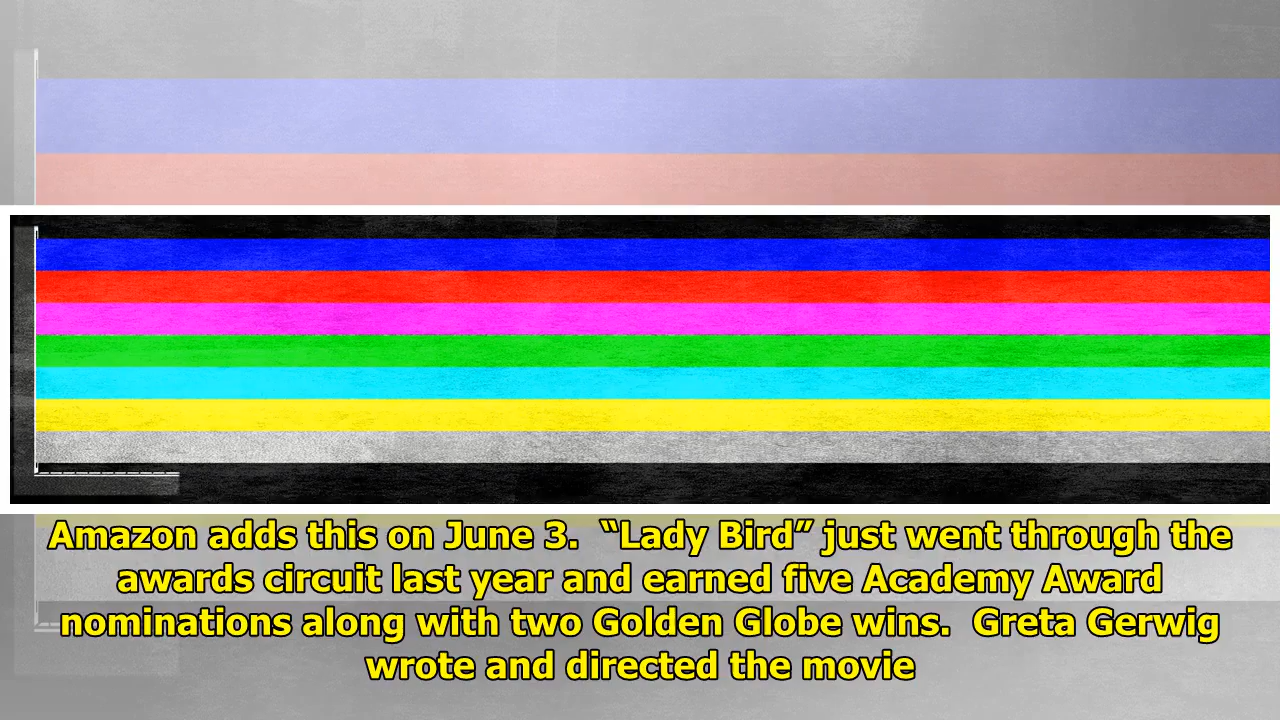 Amazon adds this on June 3.  “Lady Bird” just went through the
awards circuit last year and earned five Academy Award
nominations along with two Golden Globe wins.  Greta Gerwig
wrote and directed the movie